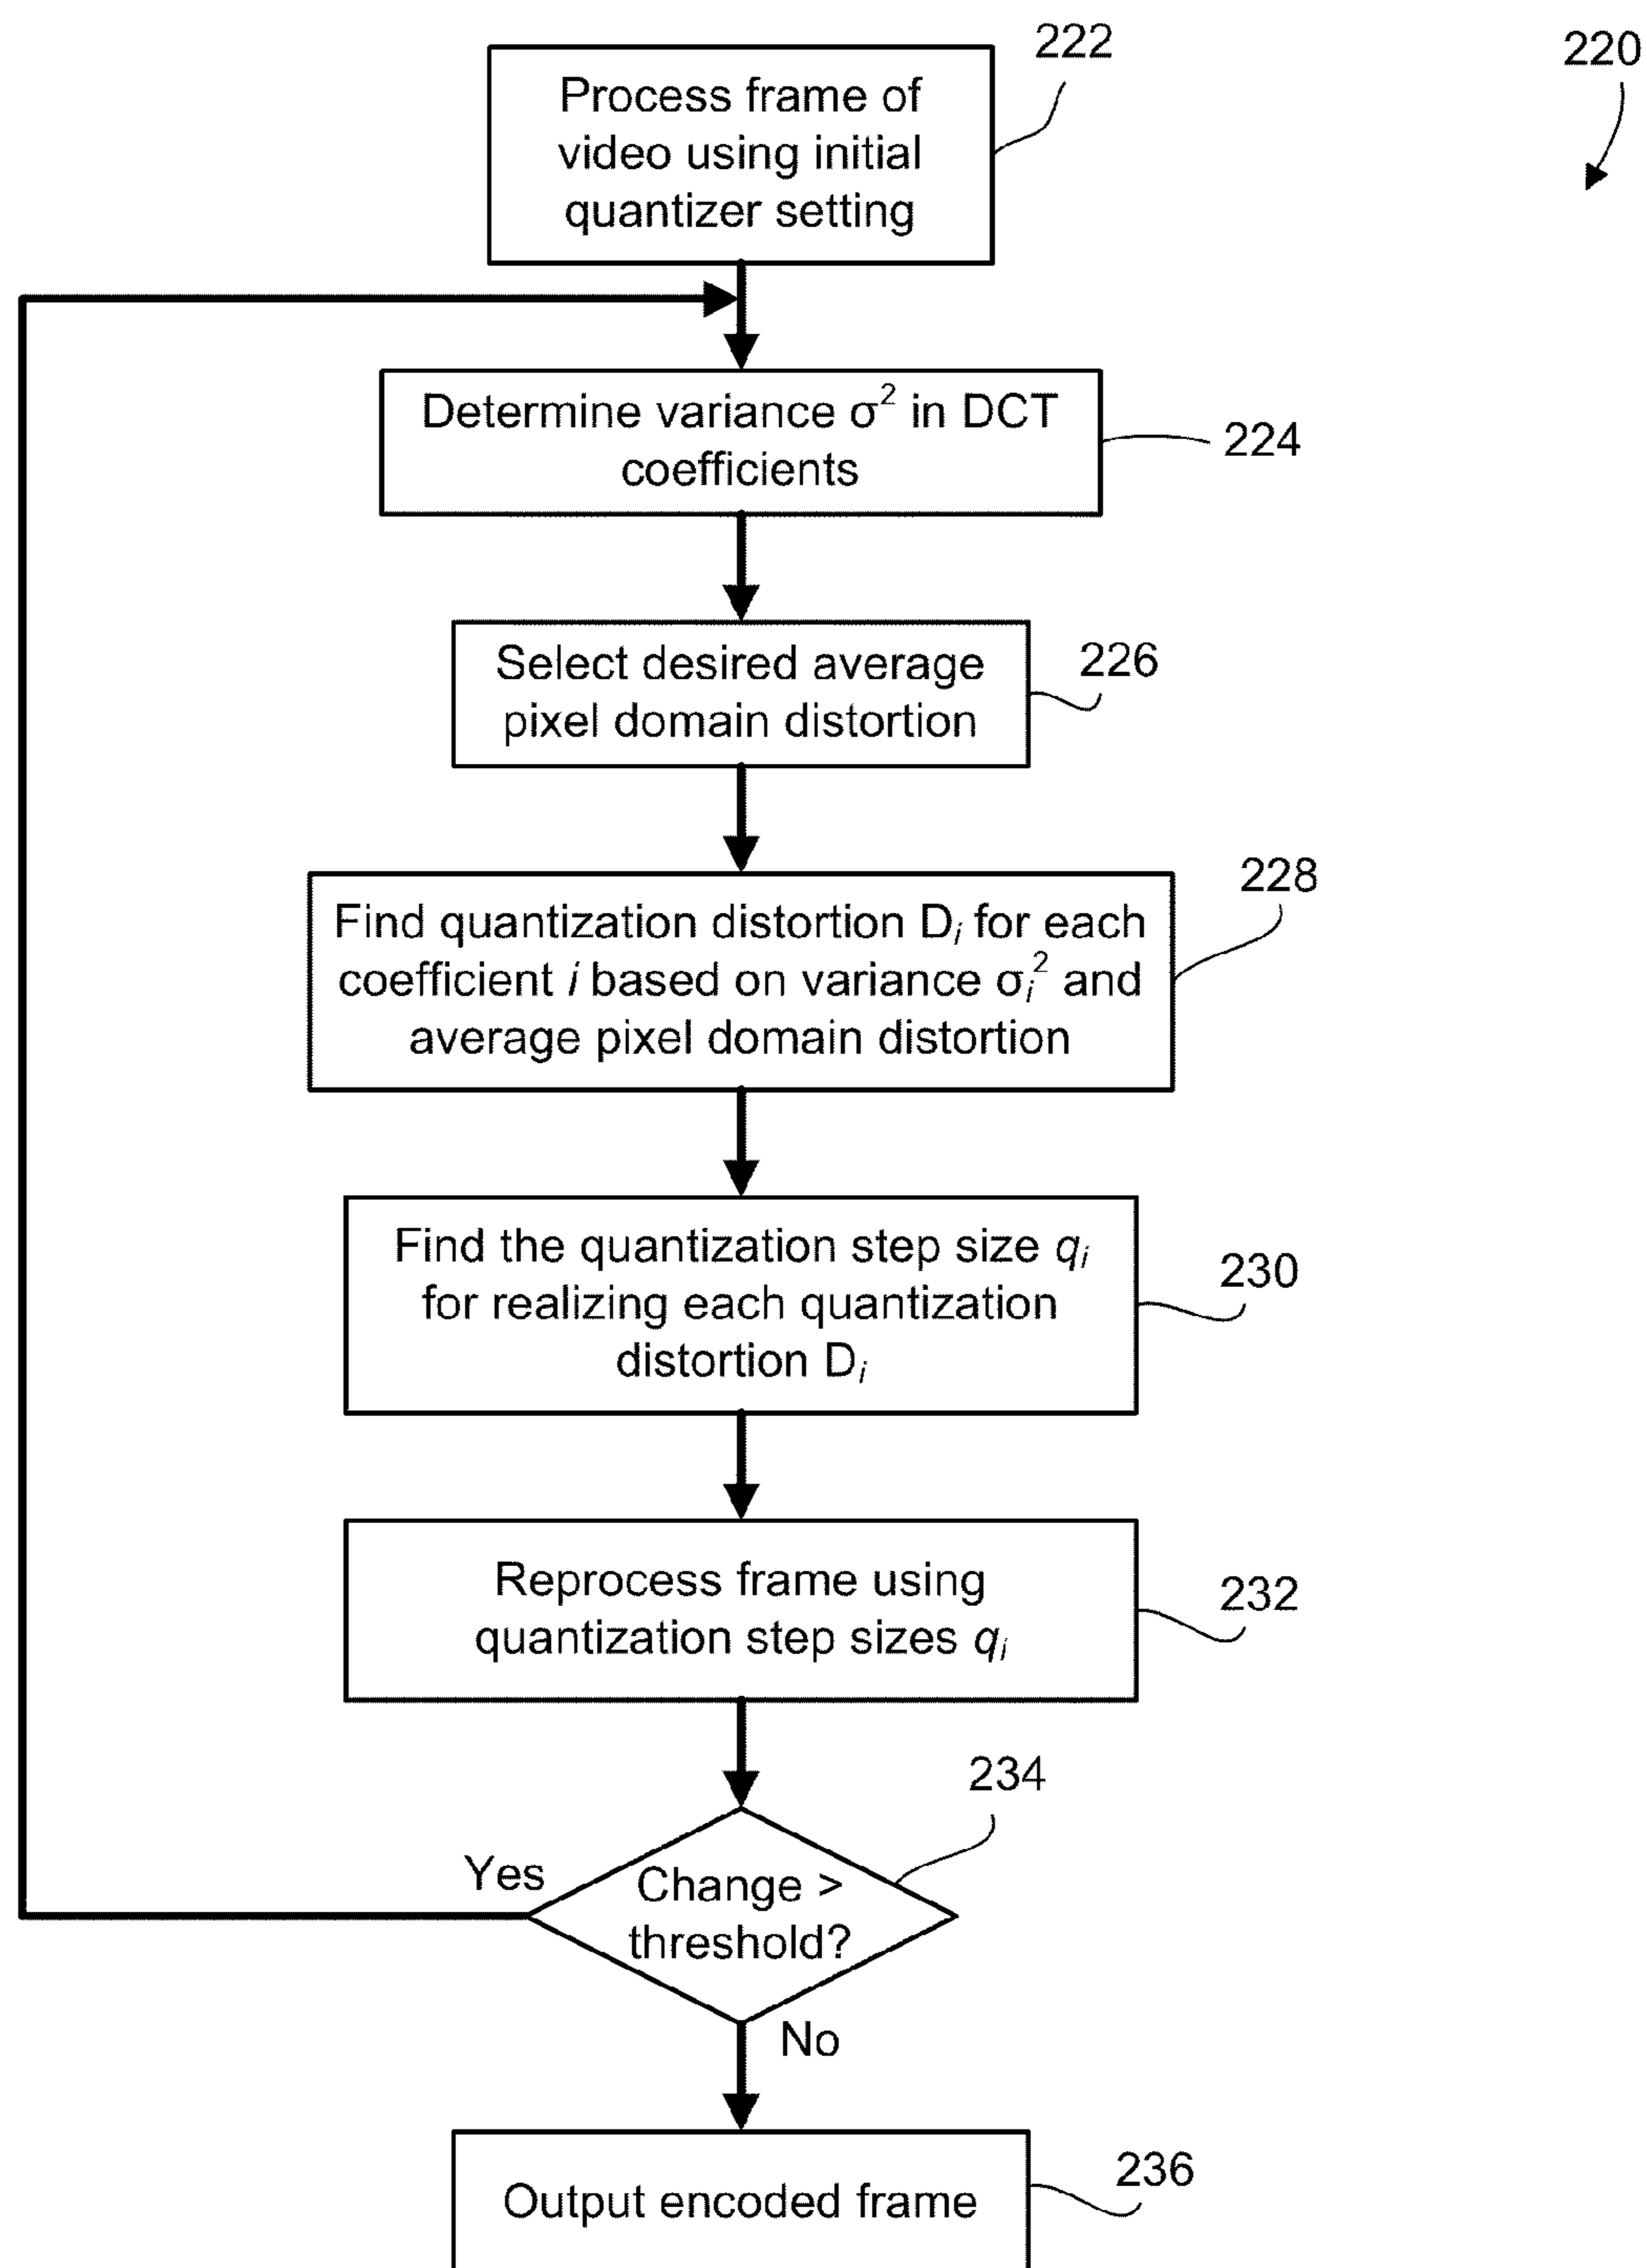 222
220
Process frame of
video using initial
quantizer setting
Determine variance σ² in DCT
coefficients
224
Select desired average
pixel domain distortion
226
228
Find quantization distortion Dᵢ for each
coefficient i based on variance σᵢ² and
average pixel domain distortion
Find the quantization step size qᵢ
for realizing each quantization
distortion Dᵢ
230
Reprocess frame using
quantization step sizes qᵢ
232
234
Yes
Change >
threshold?
No
Output encoded frame
236